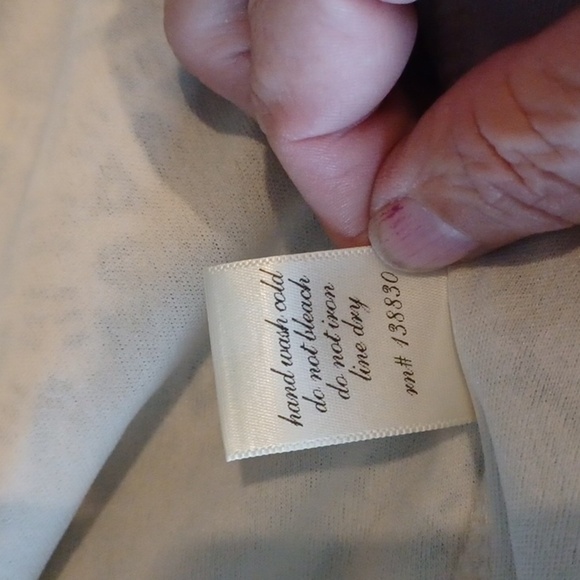 hand wash cold
do not bleach
do not iron
line dry
rn# 138830